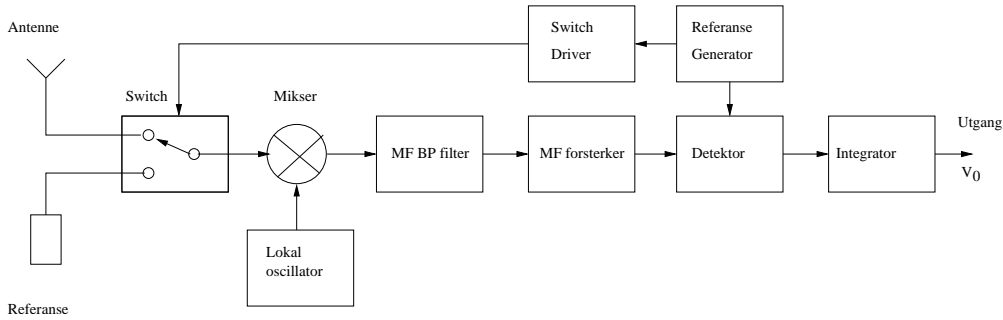 Antenne
Switch
Driver
Referanse
Generator
Switch
Mikser
MF BP filter
MF forsterker
Detektor
Integrator
Utgang
V0
Lokal
oscillator
Referanse